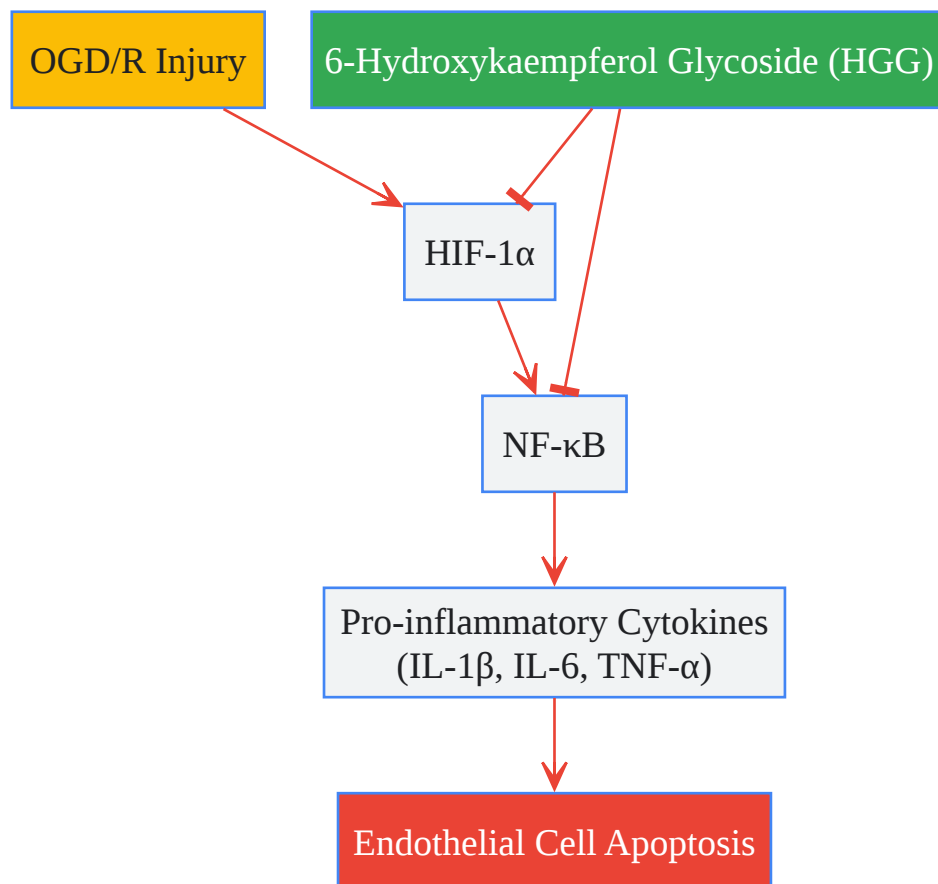 OGD/R Injury
6-Hydroxykaempferol Glycoside (HGG)
HIF-1α
NF-κB
Pro-inflammatory Cytokines
(IL-1β, IL-6, TNF-α)
Endothelial Cell Apoptosis